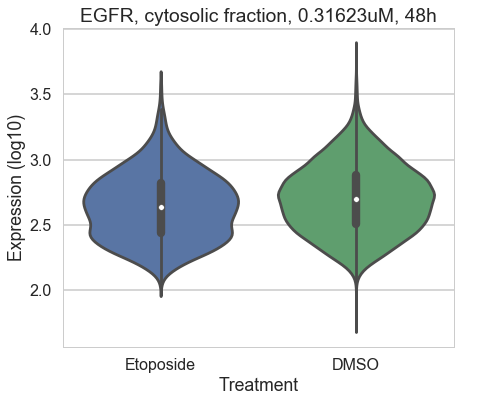 EGFR, cytosolic fraction, 0.31623uM, 48h
4.0
3.5
3.0
2.5
2.0
Expression (log10)
Etoposide
DMSO
Treatment